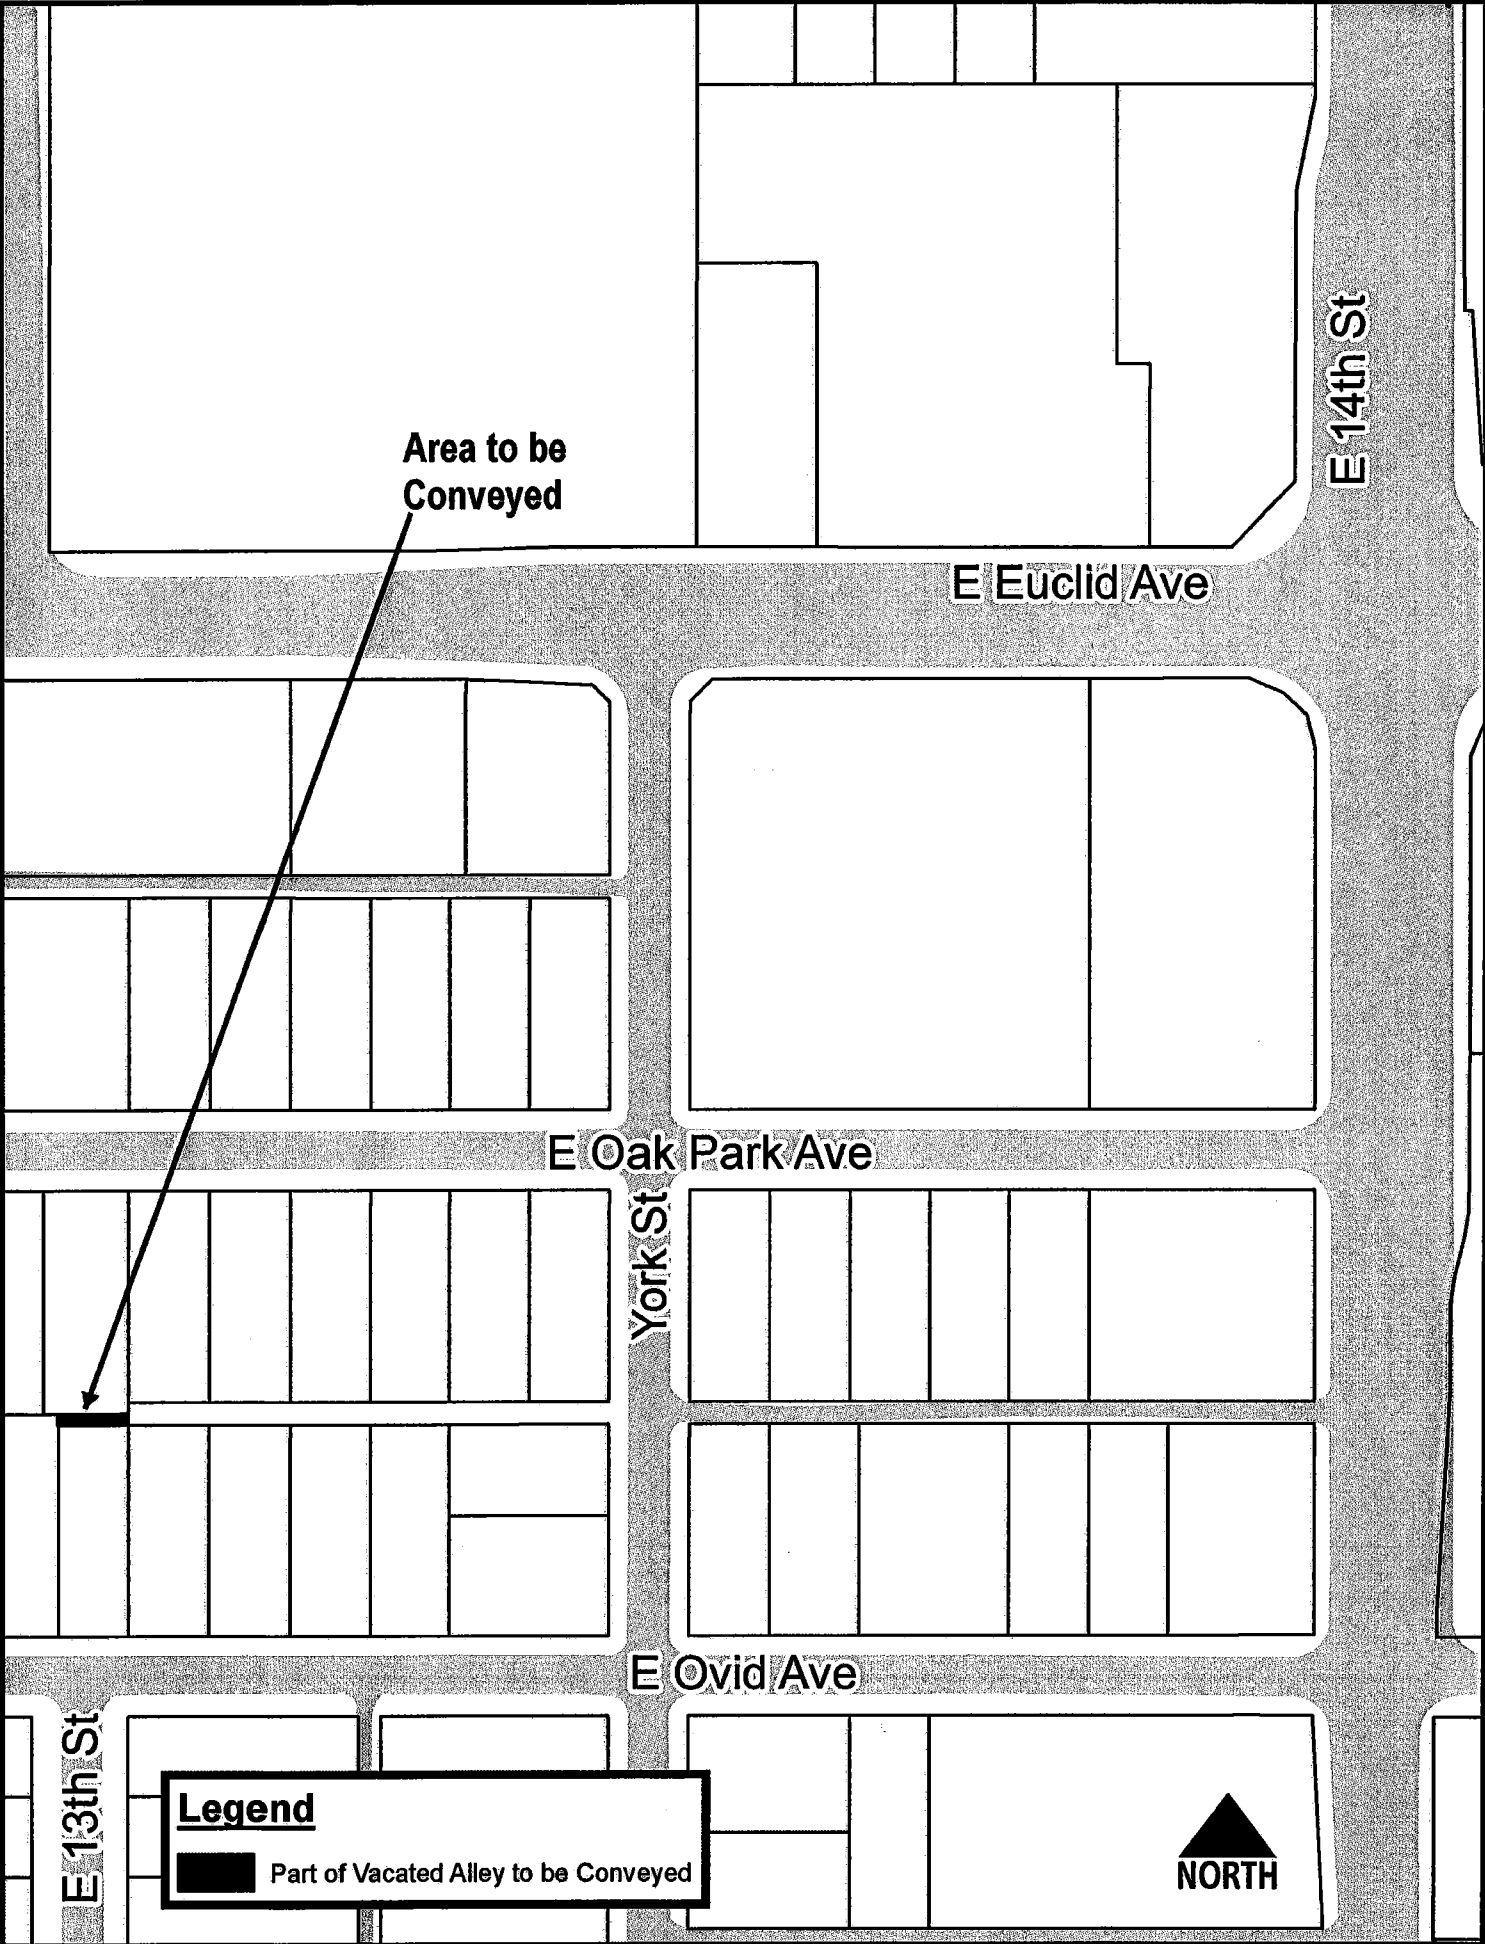 E 14th St
Area to be
Conveyed
E Euclid Ave
E Oak Park Ave
York St
E Ovid Ave
E 13th St
Legend
Part of Vacated Alley to be Conveyed
NORTH